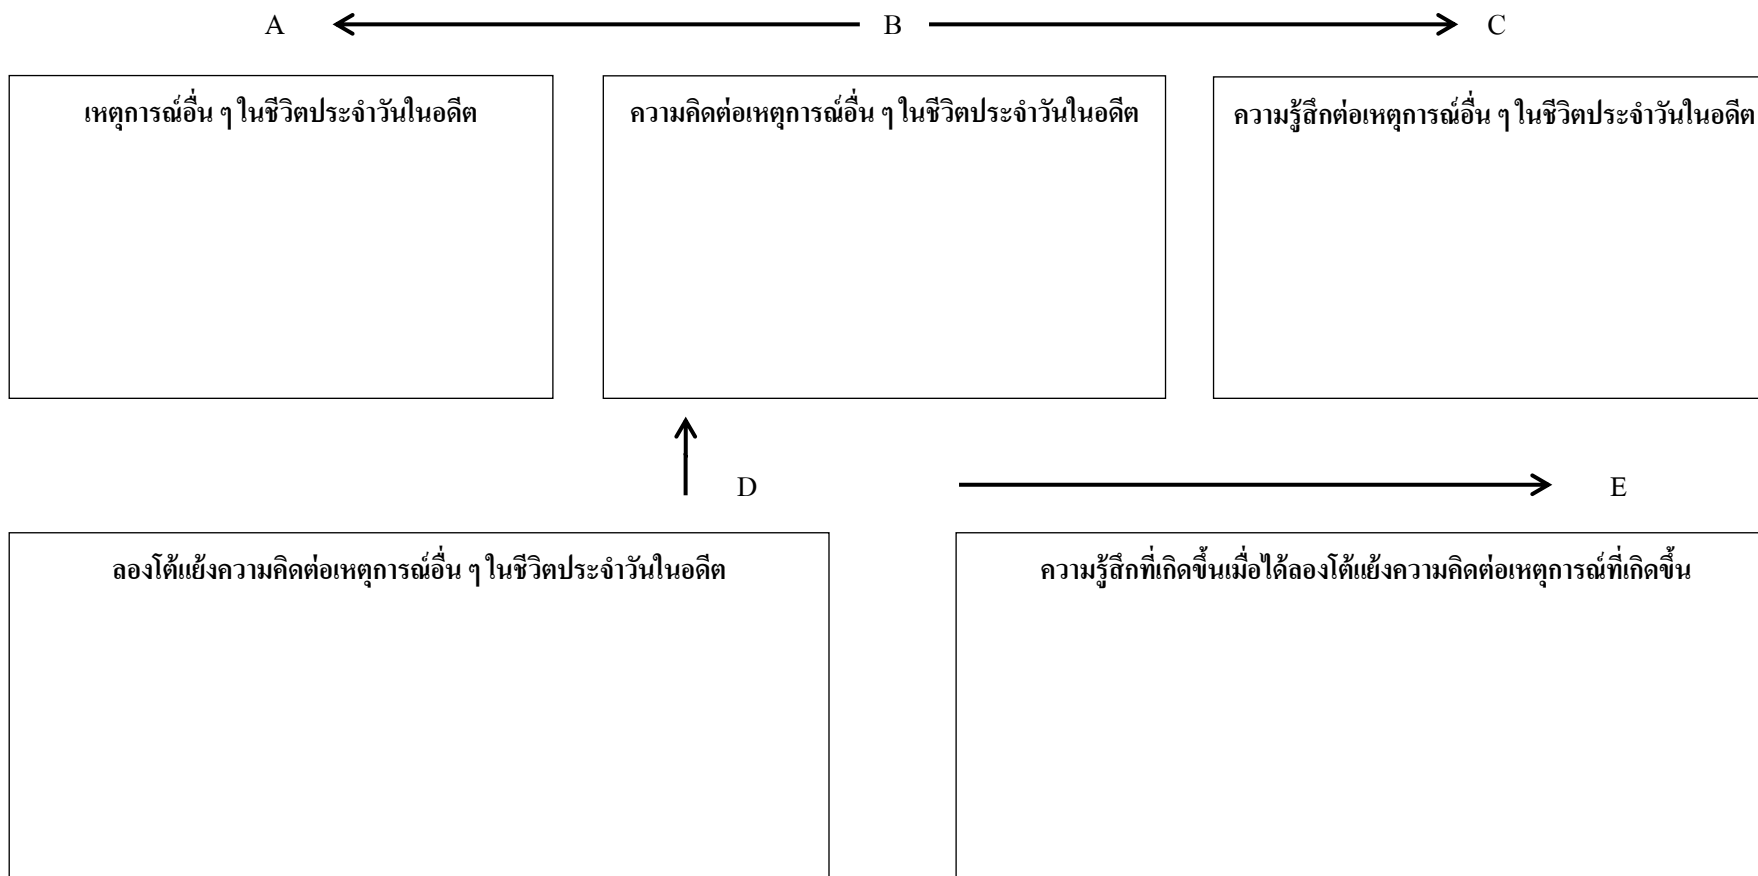 A B C
เหตุการณ์อื่น ๆ ในชีวิตประจำวันในอดีต
ความคิดต่อเหตุการณ์อื่น ๆ ในชีวิตประจำวันในอดีต
ความรู้สึกต่อเหตุการณ์อื่น ๆ ในชีวิตประจำวันในอดีต
D E
ลองโต้แย้งความคิดต่อเหตุการณ์อื่น ๆ ในชีวิตประจำวันในอดีต
ความรู้สึกที่เกิดขึ้นเมื่อได้ลองโต้แย้งความคิดต่อเหตุการณ์ที่เกิดขึ้น